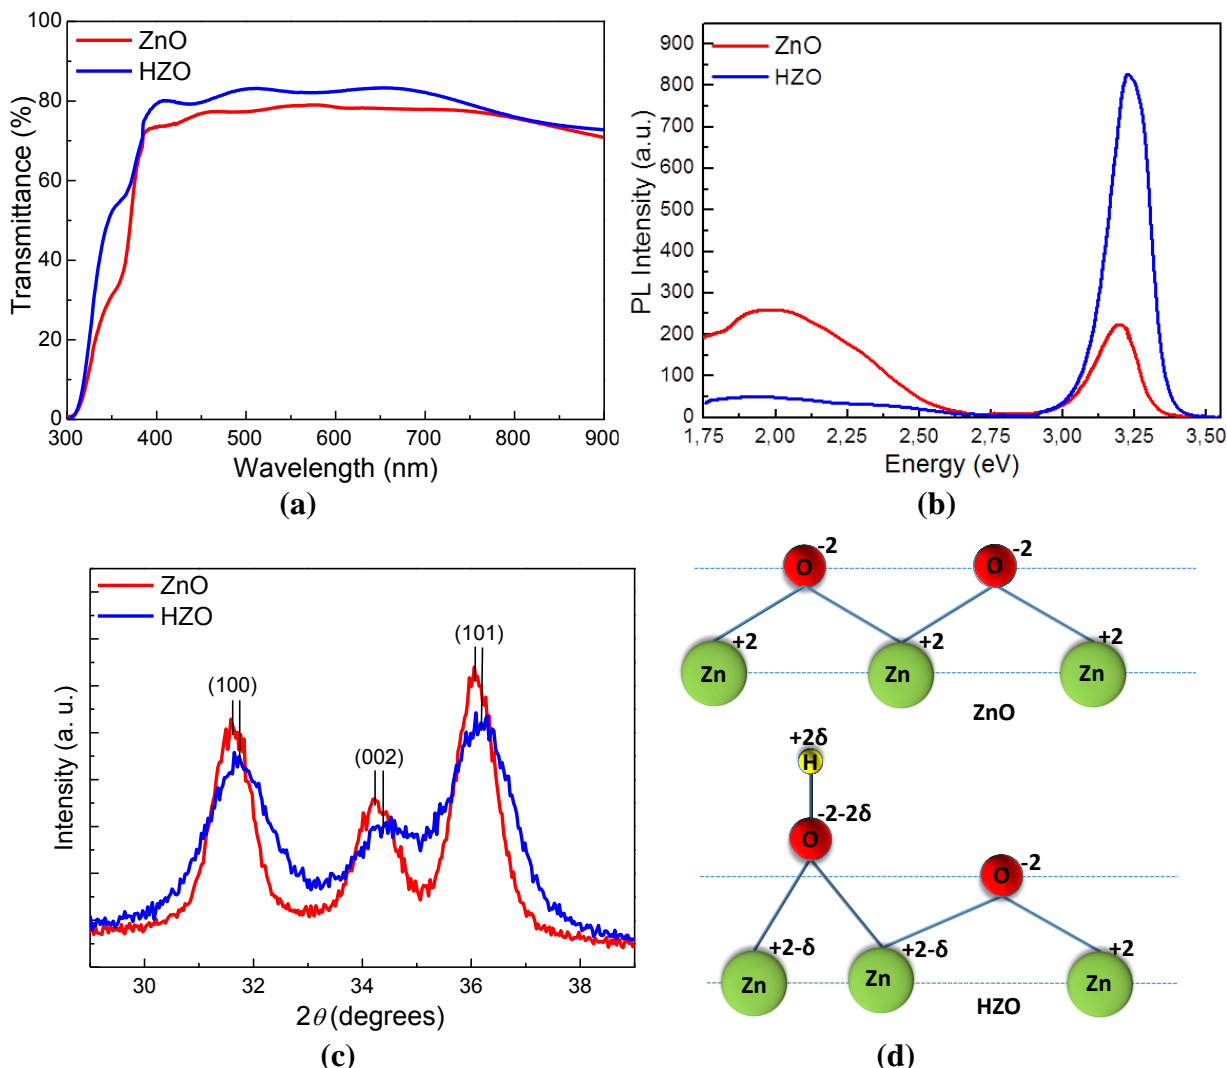 100
80
60
40
20
0
Transmittance (%)
ZnO
HZO
300 400 500 600 700 800 900
Wavelength (nm)
(a)
900
800
700
600
500
400
300
200
100
0
PL Intensity (a.u.)
ZnO
HZO
1,75 2,00 2,25 2,50 2,75 3,00 3,25 3,50
Energy (eV)
(b)
ZnO
HZO
Intensity (a. u.)
(100)
(002)
(101)
30 32 34 36 38
2θ (degrees)
(c)
O -2 O -2
+2 +2 +2
Zn Zn Zn
ZnO
+2δ
H
-2-2δ
O
O -2
+2-δ +2-δ +2
Zn Zn Zn
HZO
(d)